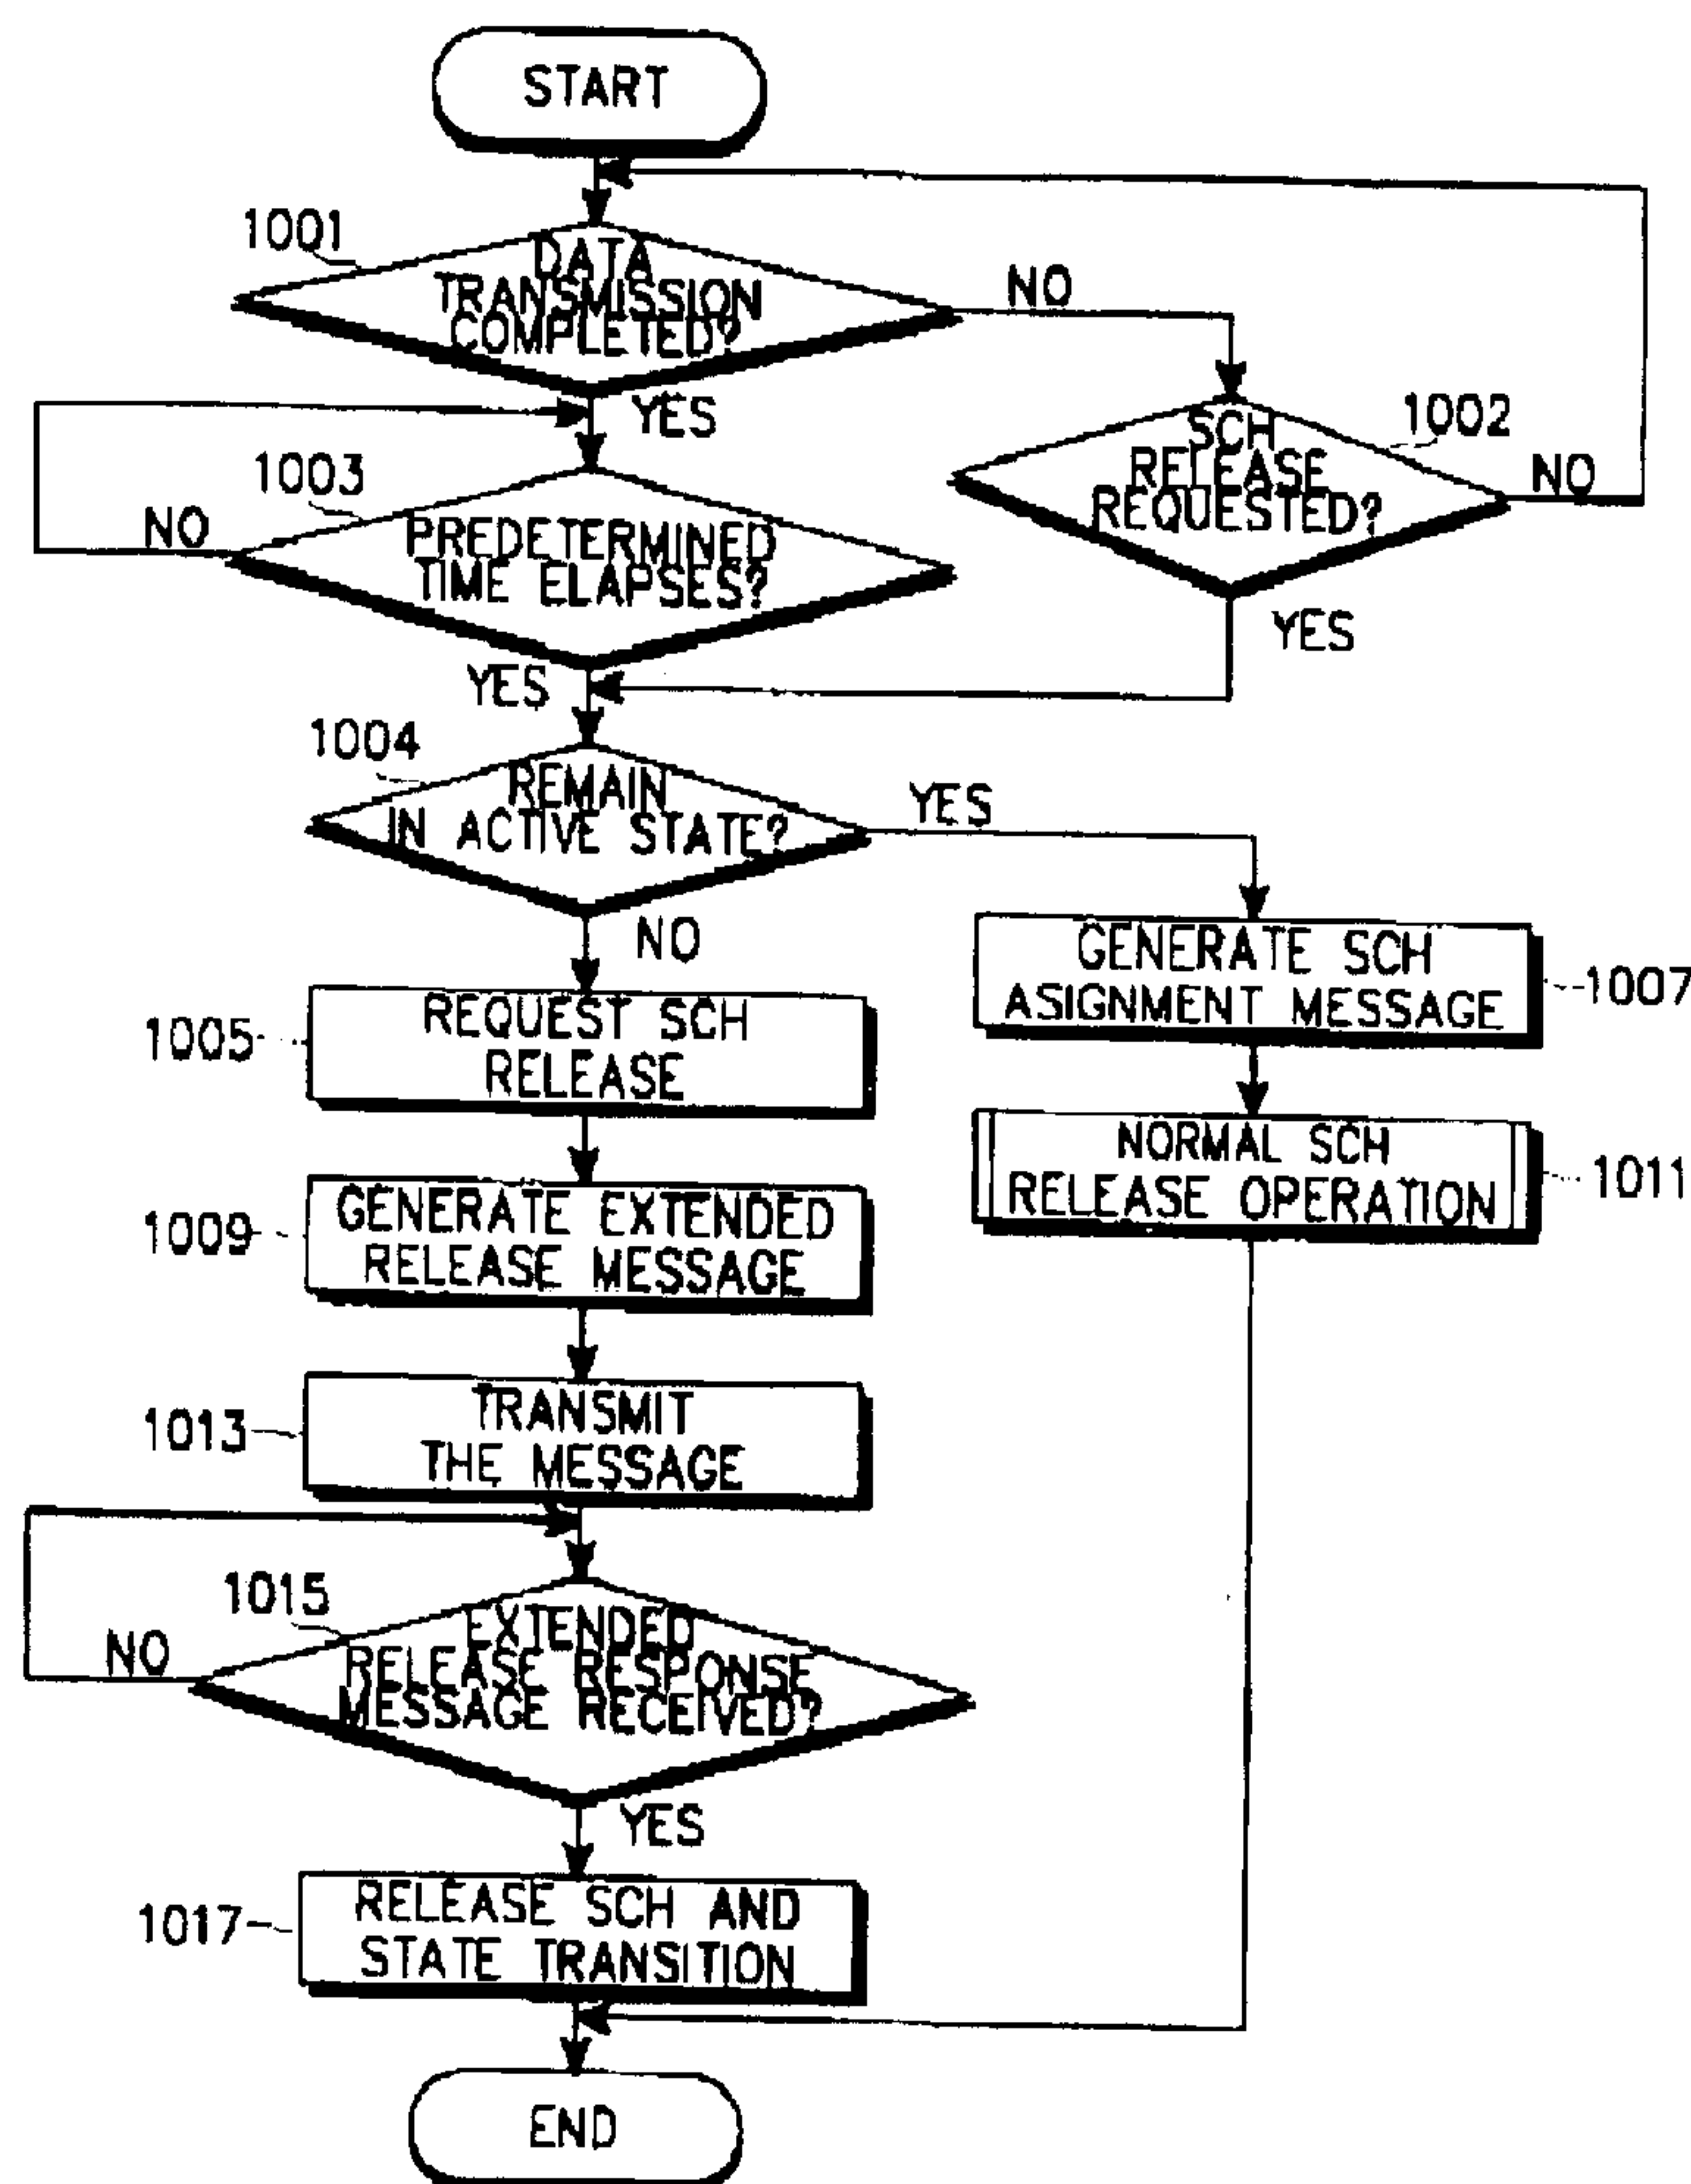 START
1001
DATA
TRANSMISSION
COMPLETED?
NO
YES
1002
SCH
RELEASE
REQUESTED?
NO
YES
1003
NO
PREDETERMINED
TIME ELAPSES?
YES
1004
REMAIN
IN ACTIVE STATE?
YES
NO
GENERATE SCH
ASIGNMENT MESSAGE
1007
1005
REQUEST SCH
RELEASE
NORMAL SCH
RELEASE OPERATION
1011
1009
GENERATE EXTENDED
RELEASE MESSAGE
1013
TRANSMIT
THE MESSAGE
1015
NO
EXTENDED
RELEASE RESPONSE
MESSAGE RECEIVED?
YES
1017
RELEASE SCH AND
STATE TRANSITION
END